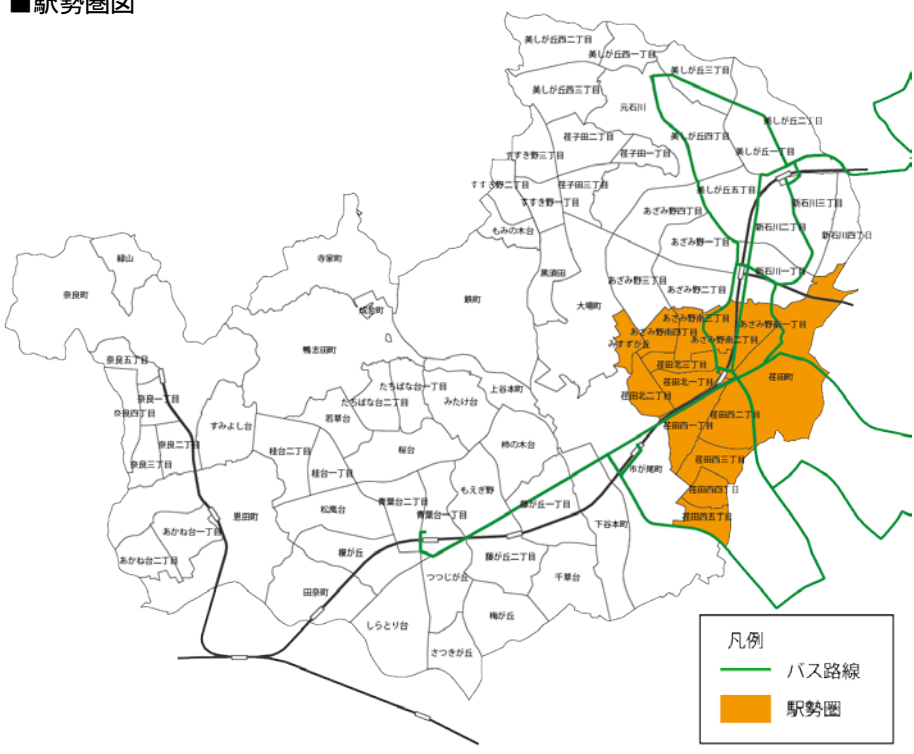 ■駅勢圏図
美しが丘西二丁目
美しが丘西一丁目
美しが丘三丁目
美しが丘西三丁目
元石川
美しが丘二丁目
美しが丘四丁目
美しが丘一丁目
荏子田二丁目
荏子田一丁目
すすき野三丁目
すすき野二丁目
荏子田三丁目
すすき野一丁目
美しが丘五丁目
新石川三丁目
あざみ野四丁目
もみの木台
新石川二丁目
新石川四丁目
あざみ野一丁目
寺家町
緑山
奈良町
鉄町
黒須田
あざみ野三丁目
新石川一丁目
あざみ野二丁目
大場町
あざみ野南三丁目
あざみ野南一丁目
あざみ野南四丁目
あざみ野南二丁目
みすずが丘
鴨志田町
奈良五丁目
荏田北三丁目
荏田町
荏田北一丁目
荏田北二丁目
奈良一丁目
奈良四丁目
たちばな台一丁目
たちばな台二丁目
みたけ台
上谷本町
若草台
荏田西二丁目
荏田西一丁目
すみよし台
奈良二丁目
奈良三丁目
桂台二丁目
桂台一丁目
桜台
柿の木台
荏田西三丁目
市が尾町
もえぎ野
荏田西四丁目
青葉台二丁目
藤が丘一丁目
松風台
恩田町
青葉台一丁目
荏田西五丁目
下谷本町
あかね台一丁目
あかね台二丁目
榎が丘
藤が丘二丁目
つつじが丘
千草台
田奈町
しらとり台
梅が丘
さつきが丘
凡例
バス路線
駅勢圏